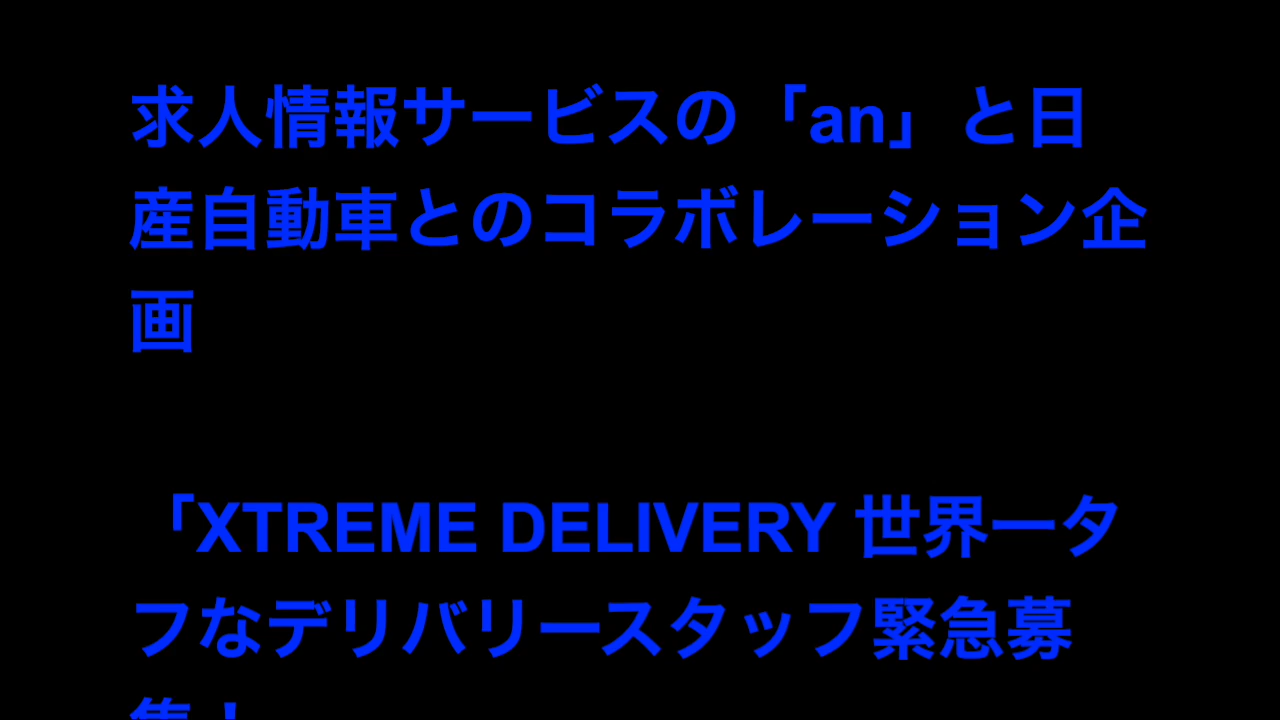 求人情報サービスの「an」と日
産自動車とのコラボレーション企
画
「XTREME DELIVERY 世界一タ
フなデリバリースタッフ緊急募
集！